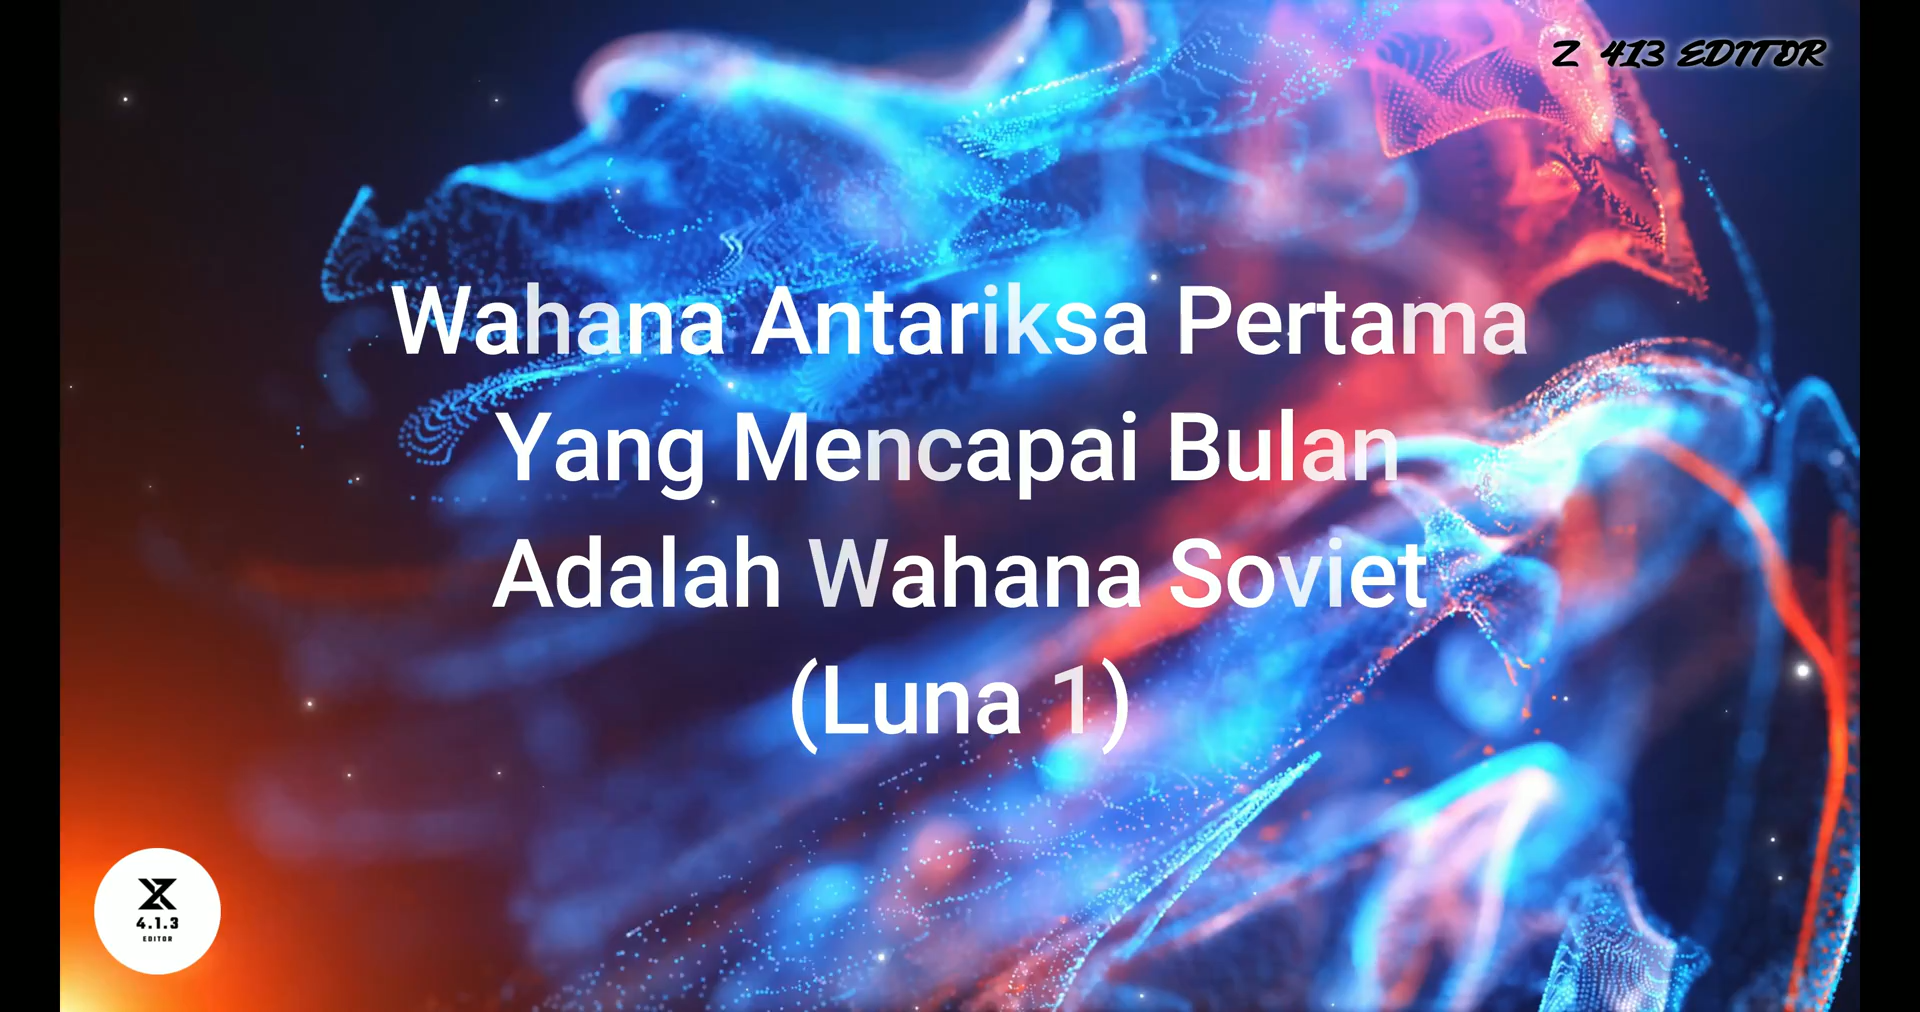 Z 413 EDITOR
Wahana Antariksa Pertama
Yang Mencapai Bulan
Adalah Wahana Soviet
(Luna 1)
4.1.3
EDITOR